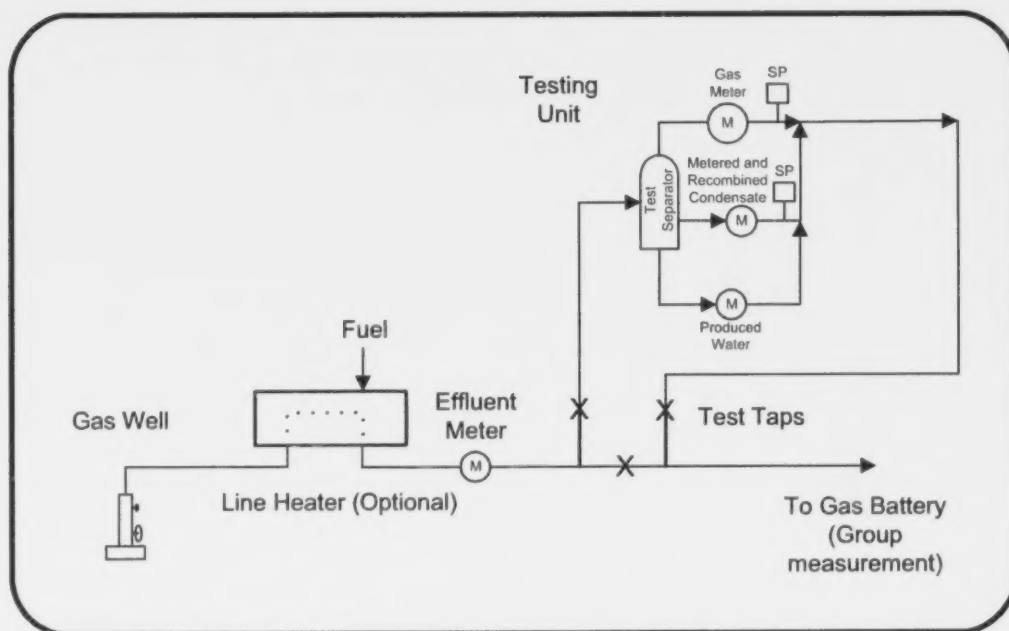 Testing
Unit
Gas
Meter
SP
M
Metered and
Recombined
Condensate
SP
Test
Separator
M
M
Produced
Water
Fuel
Gas Well
Effluent
Meter
M
Test Taps
Line Heater (Optional)
To Gas Battery
(Group
measurement)